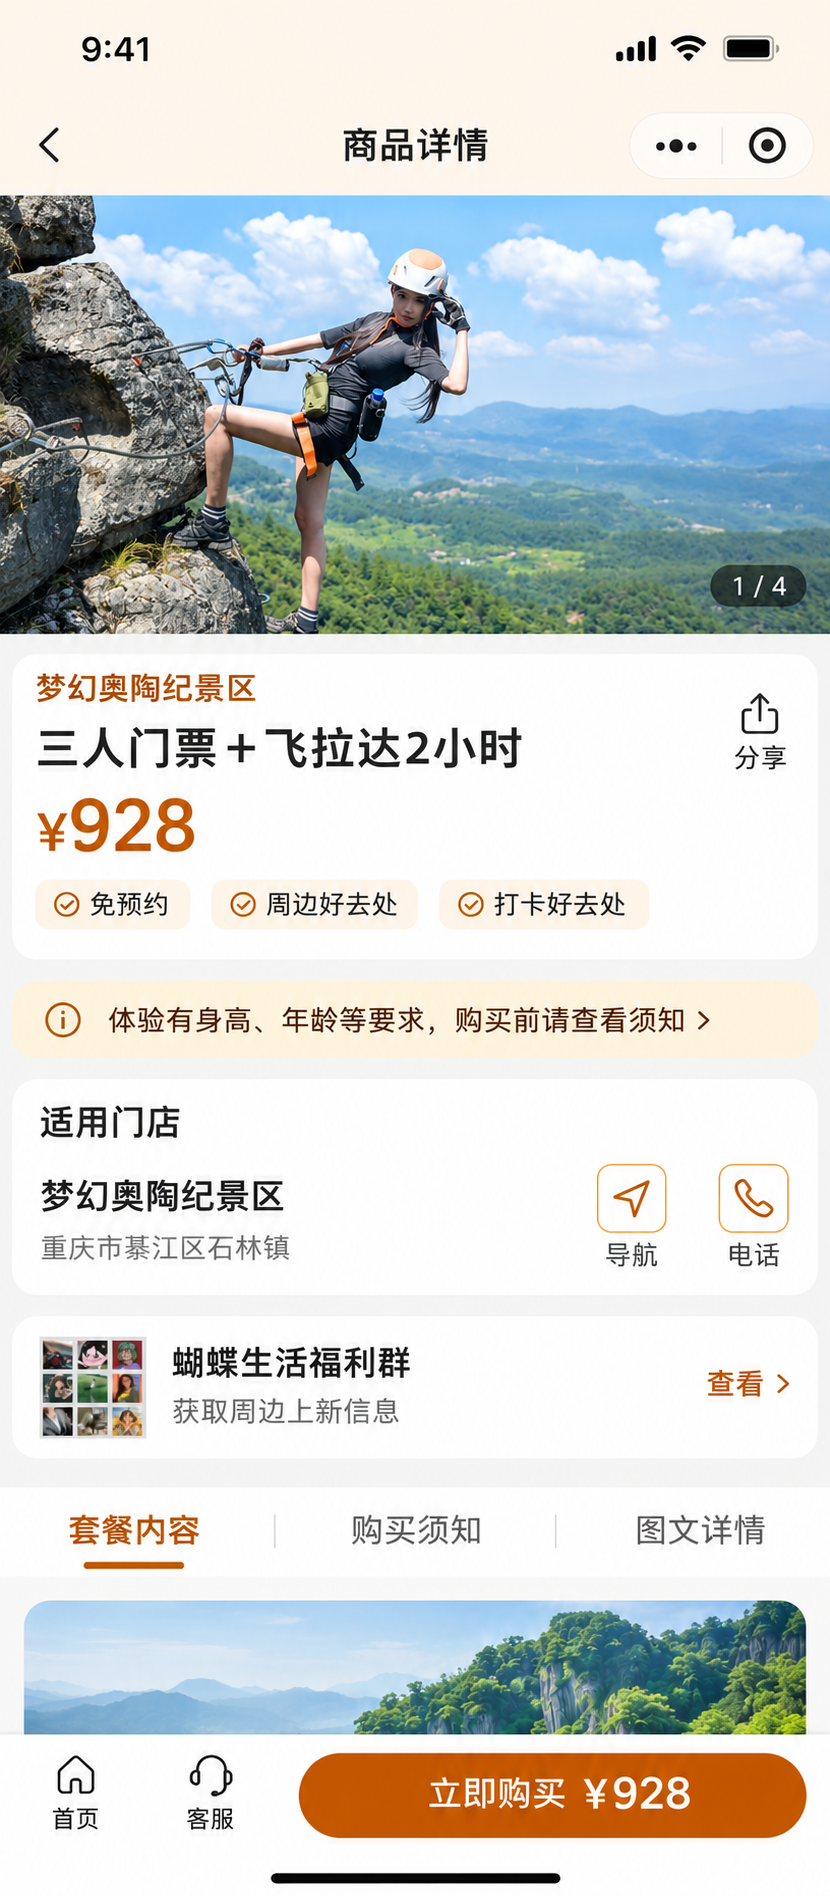 9:41
商品详情
1 / 4
梦幻奥陶纪景区
三人门票＋飞拉达2小时
分享
¥928
免预约
周边好去处
打卡好去处
体验有身高、年龄等要求，购买前请查看须知 >
适用门店
梦幻奥陶纪景区
重庆市綦江区石林镇
导航
电话
蝴蝶生活福利群
获取周边上新信息
查看 >
套餐内容
购买须知
图文详情
首页
客服
立即购买 ¥928